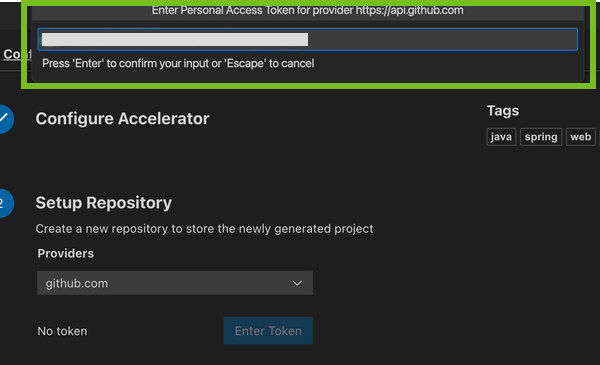 Enter Personal Access Token for provider https://api.github.com
Press 'Enter' to confirm your input or 'Escape' to cancel
Configure Accelerator
Tags
java spring web
2
Setup Repository
Create a new repository to store the newly generated project
Providers
github.com
No token
Enter Token